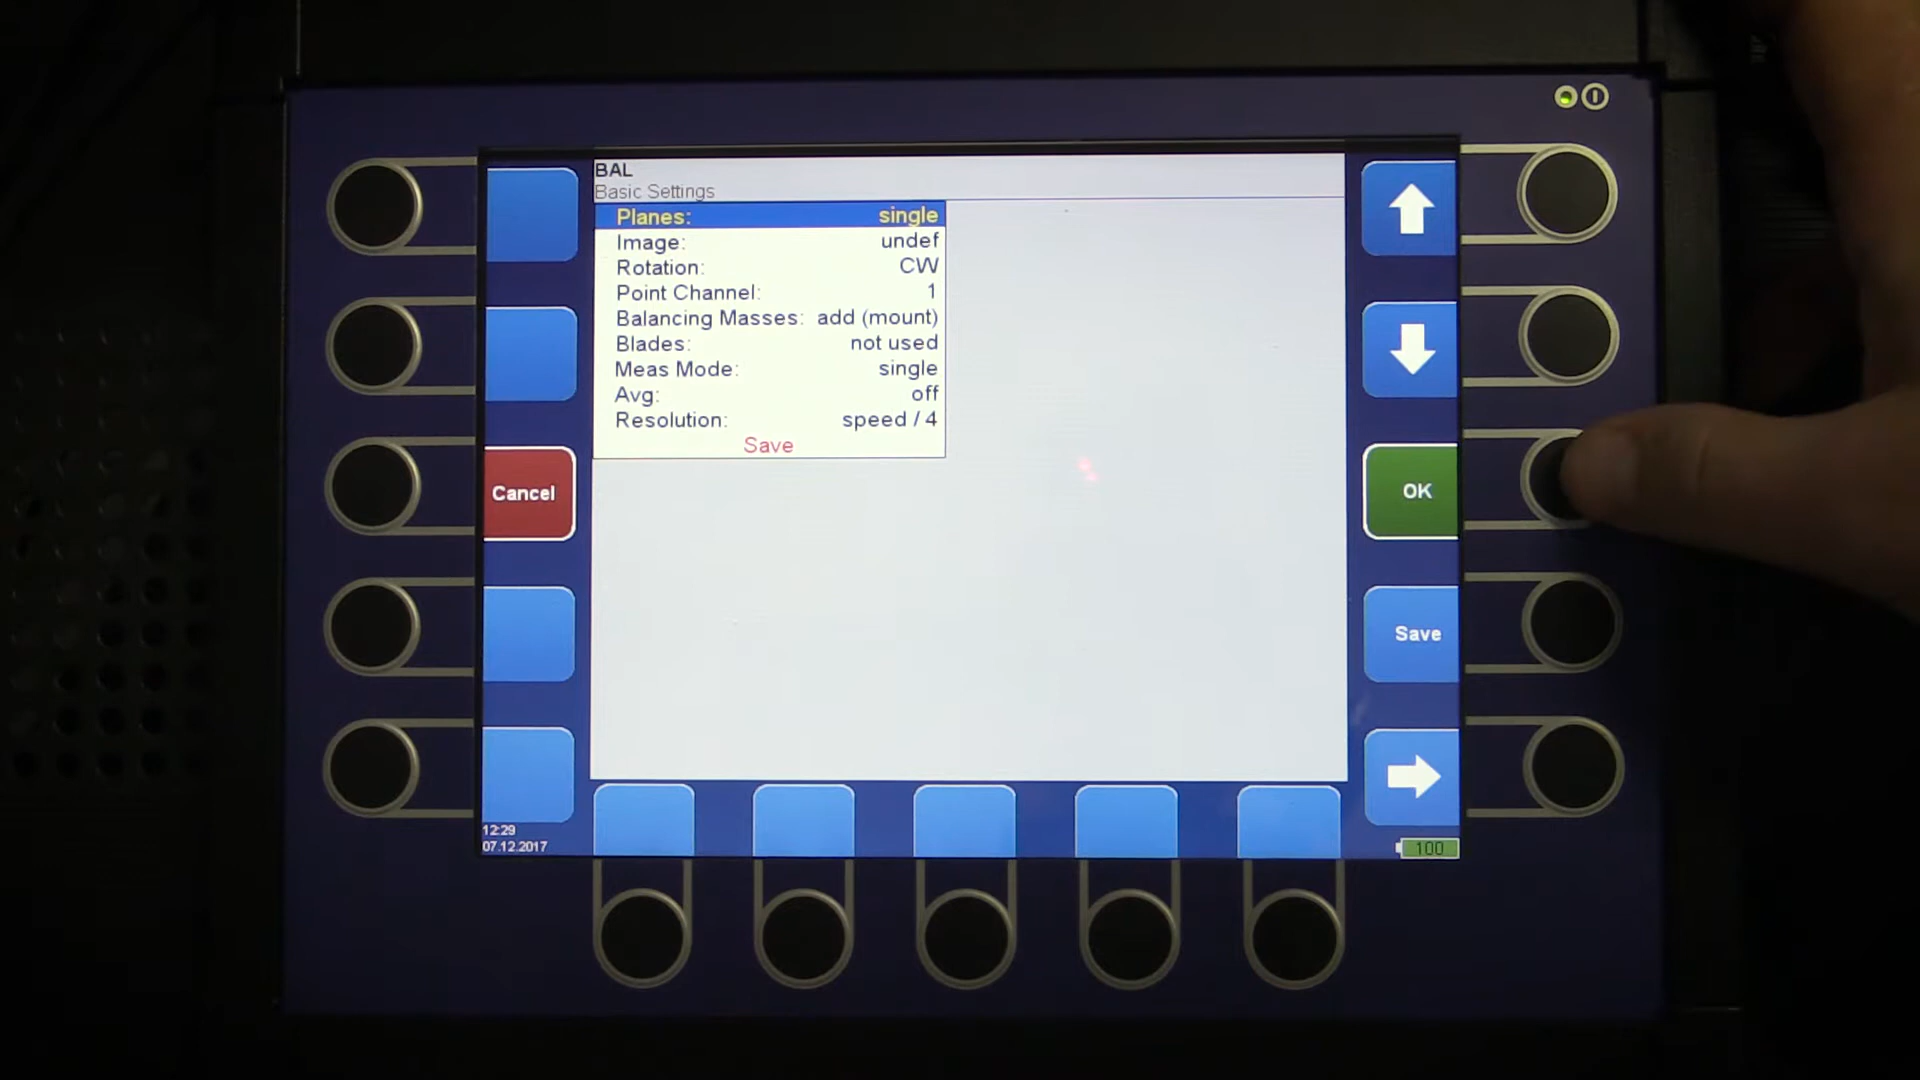 BAL
Basic Settings
Planes: single
Image: undef
Rotation: CW
Point Channel: 1
Balancing Masses: add (mount)
Blades: not used
Meas Mode: single
Avg: off
Resolution: speed / 4
Save
Cancel
OK
Save
12:29
07.12.2017
100